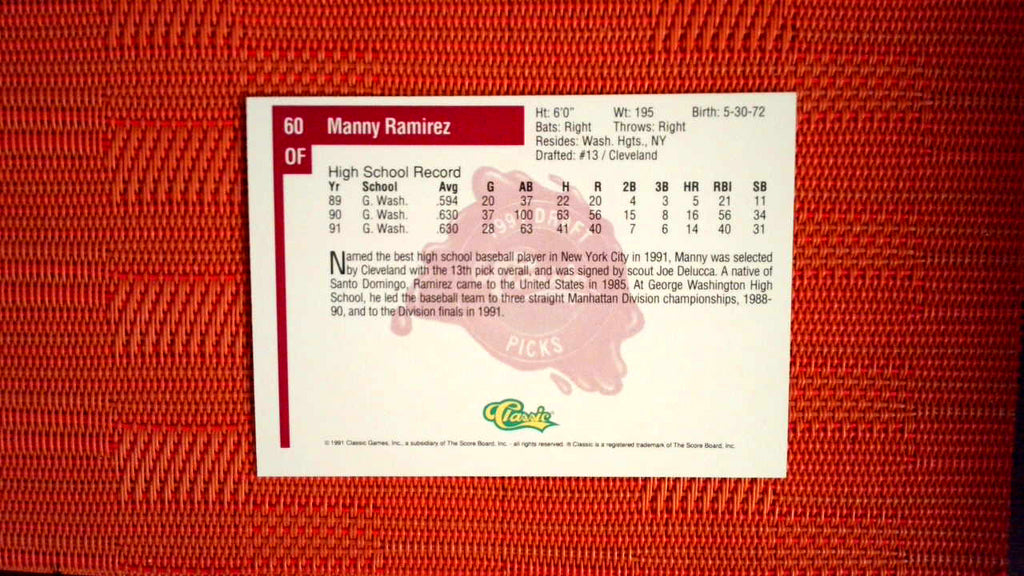 60 Manny Ramirez
OF
Ht: 6'0" Wt: 195 Birth: 5-30-72
Bats: Right Throws: Right
Resides: Wash. Hgts., NY
Drafted: #13 / Cleveland
High School Record
Yr School Avg G AB H R 2B 3B HR RBI SB
89 G. Wash. .594 20 37 22 20 4 3 5 21 11
90 G. Wash. .630 37 100 63 56 15 8 16 56 34
91 G. Wash. .630 28 63 41 40 7 6 14 40 31
Named the best high school baseball player in New York City in 1991, Manny was selected
by Cleveland with the 13th pick overall, and was signed by scout Joe Delucca. A native of
Santo Domingo, Ramirez came to the United States in 1985. At George Washington High
School, he led the baseball team to three straight Manhattan Division championships, 1988-
90, and to the Division finals in 1991.
1991 DRAFT
PICKS
Classic
© 1991 Classic Games, Inc., a subsidiary of The Score Board, Inc. - all rights reserved. ® Classic is a registered trademark of The Score Board, Inc.